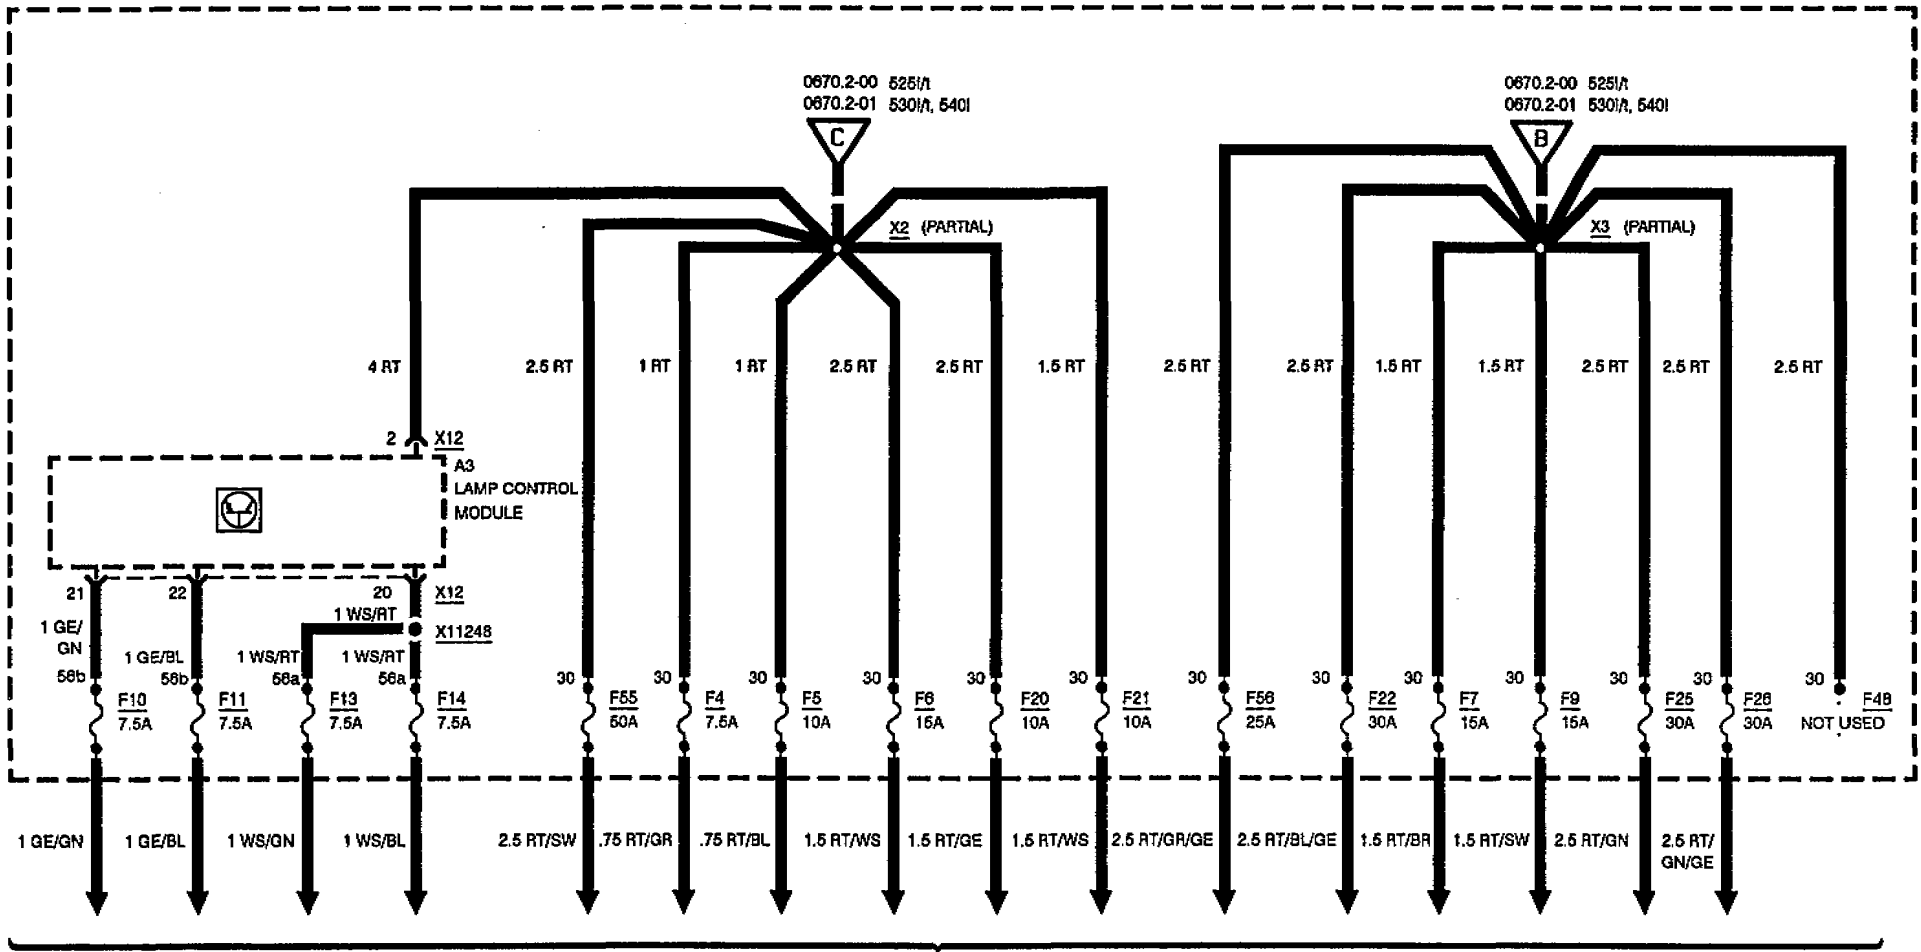 0670.2-00 525i/t
0670.2-01 530i/t, 540i
C
0670.2-00 525i/t
0670.2-01 530i/t, 540i
B
X2 (PARTIAL)
X3 (PARTIAL)
4 RT
2.5 RT
1 RT
1 RT
2.5 RT
2.5 RT
1.5 RT
2.5 RT
2.5 RT
1.5 RT
1.5 RT
2.5 RT
2.5 RT
2.5 RT
2
X12
A3
LAMP CONTROL
MODULE
21
22
20
X12
1 WS/RT
X11248
1 GE/
GN
1 GE/BL
1 WS/RT
1 WS/RT
56b
56b
56a
56a
30
30
30
30
30
30
30
30
30
30
30
30
30
F10
7.5A
F11
7.5A
F13
7.5A
F14
7.5A
F55
50A
F4
7.5A
F5
10A
F6
15A
F20
10A
F21
10A
F56
25A
F22
30A
F7
15A
F9
15A
F25
30A
F26
30A
F48
NOT USED
1 GE/GN
1 GE/BL
1 WS/GN
1 WS/BL
2.5 RT/SW
.75 RT/GR
.75 RT/BL
1.5 RT/WS
1.5 RT/GE
1.5 RT/WS
2.5 RT/GR/GE
2.5 RT/BL/GE
1.5 RT/BR
1.5 RT/SW
2.5 RT/GN
2.5 RT/
GN/GE